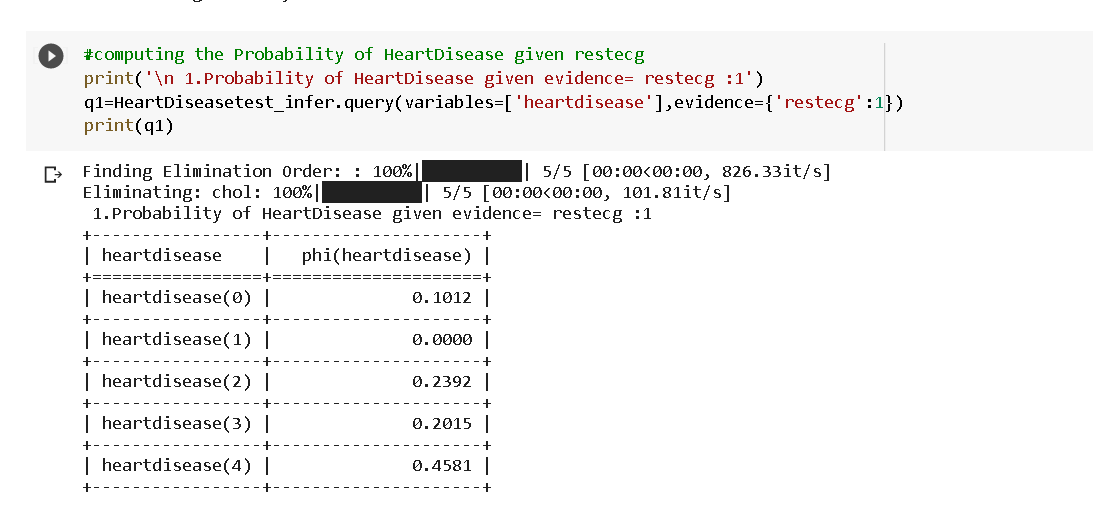 #computing the Probability of HeartDisease given restecg
print('\n 1.Probability of HeartDisease given evidence= restecg :1')
q1=HeartDiseasetest_infer.query(variables=['heartdisease'],evidence={'restecg':1})
print(q1)
Finding Elimination Order: : 100%|██████████| 5/5 [00:00<00:00, 826.33it/s]
Eliminating: chol: 100%|██████████| 5/5 [00:00<00:00, 101.81it/s]
 1.Probability of HeartDisease given evidence= restecg :1
+-----------------+---------------------+
| heartdisease    |   phi(heartdisease) |
+=================+=====================+
| heartdisease(0) |              0.1012 |
+-----------------+---------------------+
| heartdisease(1) |              0.0000 |
+-----------------+---------------------+
| heartdisease(2) |              0.2392 |
+-----------------+---------------------+
| heartdisease(3) |              0.2015 |
+-----------------+---------------------+
| heartdisease(4) |              0.4581 |
+-----------------+---------------------+